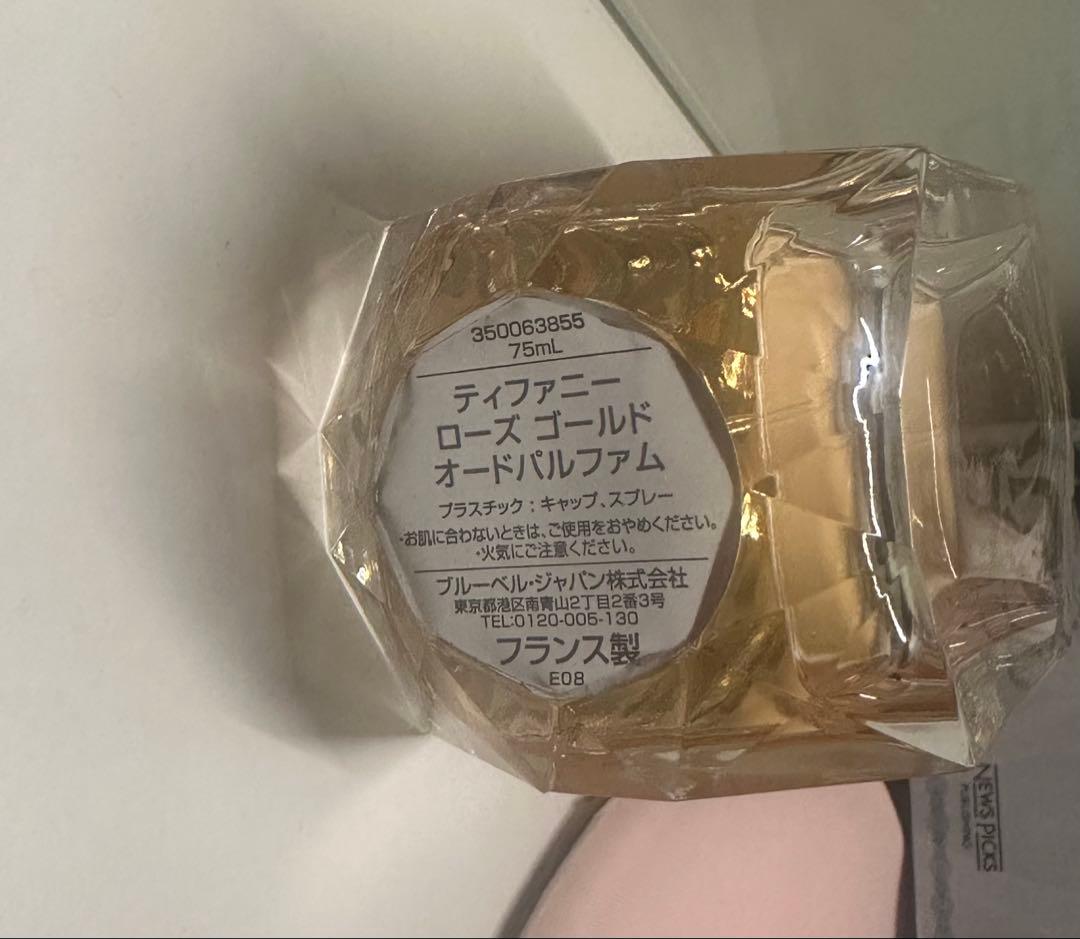 350063855
75mL
ティファニー
ローズ ゴールド
オードパルファム
プラスチック：キャップ、スプレー
・お肌に合わないときは、ご使用をおやめください。
・火気にご注意ください。
ブルーベル・ジャパン株式会社
東京都港区南青山2丁目2番3号
TEL:0120-005-130
フランス製
E08
NEWS PICKS
PUBLISHING